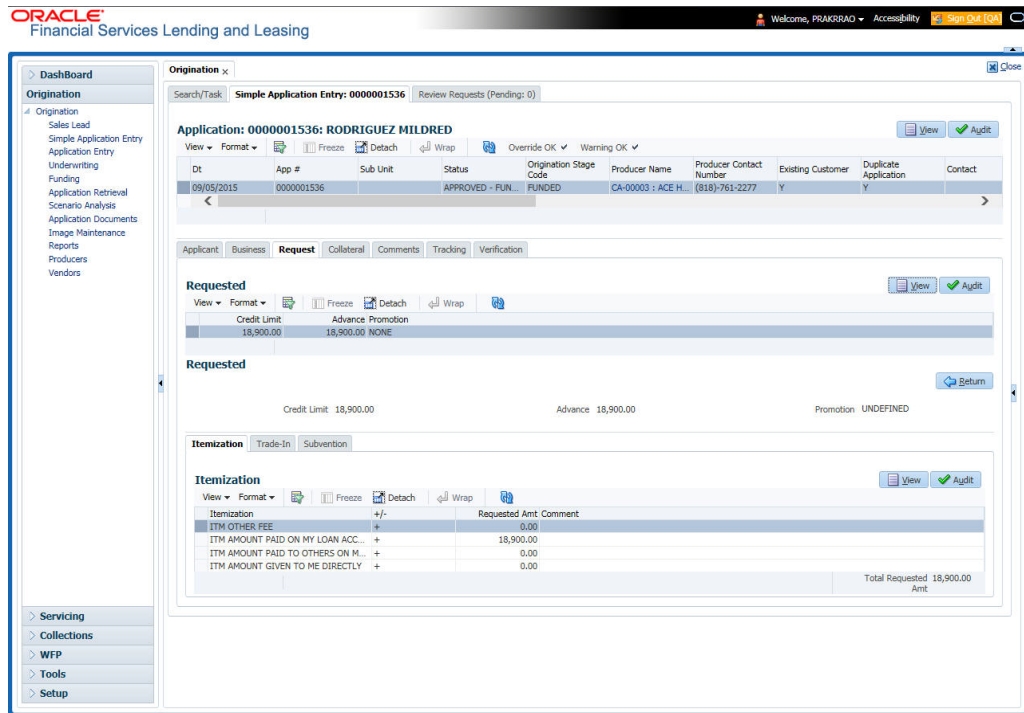 ORACLE
Financial Services Lending and Leasing
Welcome, PRAKRRAO Accessibility Sign Out [QA]
Close
DashBoard
Origination
Origination
Sales Lead
Simple Application Entry
Application Entry
Underwriting
Funding
Application Retrieval
Scenario Analysis
Application Documents
Image Maintenance
Reports
Producers
Vendors
Servicing
Collections
WFP
Tools
Setup
Origination x
Search/Task Simple Application Entry: 0000001536 Review Requests (Pending: 0)
Application: 0000001536: RODRIGUEZ MILDRED
View Audit
View Format Freeze Detach Wrap Override OK Warning OK
Dt App # Sub Unit Status Origination Stage Code Producer Name Producer Contact Number Existing Customer Duplicate Application Contact
09/05/2015 0000001536 APPROVED - FUN... FUNDED CA-00003 : ACE H... (818)-761-2277 Y Y
Applicant Business Request Collateral Comments Tracking Verification
Requested
View Audit
View Format Freeze Detach Wrap
Credit Limit Advance Promotion
18,900.00 18,900.00 NONE
Requested
Return
Credit Limit 18,900.00 Advance 18,900.00 Promotion UNDEFINED
Itemization Trade-In Subvention
Itemization
View Audit
View Format Freeze Detach Wrap
Itemization +/- Requested Amt Comment
ITM OTHER FEE + 0.00
ITM AMOUNT PAID ON MY LOAN ACC... + 18,900.00
ITM AMOUNT PAID TO OTHERS ON M... + 0.00
ITM AMOUNT GIVEN TO ME DIRECTLY + 0.00
Total Requested 18,900.00
Amt